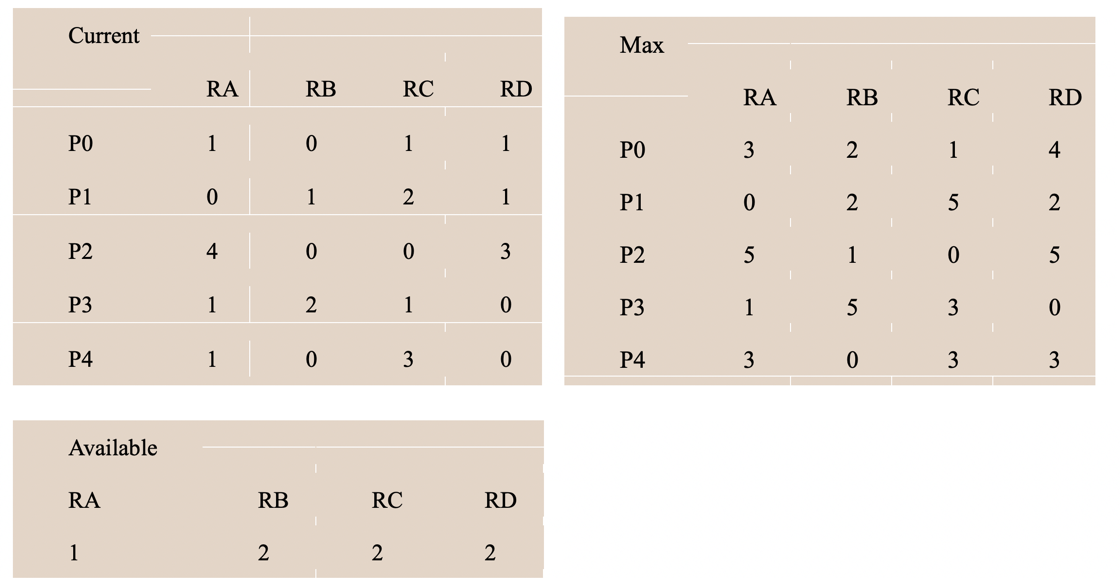 Current
RA RB RC RD
P0 1 0 1 1
P1 0 1 2 1
P2 4 0 0 3
P3 1 2 1 0
P4 1 0 3 0
Max
RA RB RC RD
P0 3 2 1 4
P1 0 2 5 2
P2 5 1 0 5
P3 1 5 3 0
P4 3 0 3 3
Available
RA RB RC RD
1 2 2 2